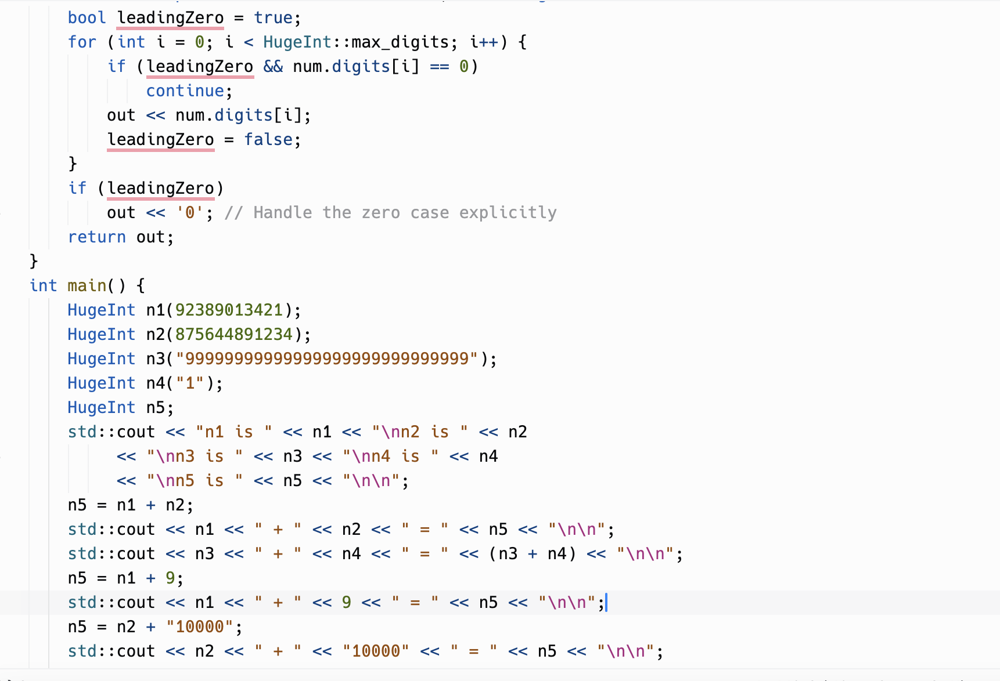 bool leadingZero = true;
for (int i = 0; i < HugeInt::max_digits; i++) {
if (leadingZero && num.digits[i] == 0)
continue;
out << num.digits[i];
leadingZero = false;
}
if (leadingZero)
out << '0'; // Handle the zero case explicitly
return out;
}
int main() {
HugeInt n1(92389013421);
HugeInt n2(875644891234);
HugeInt n3("99999999999999999999999999999");
HugeInt n4("1");
HugeInt n5;
std::cout << "n1 is " << n1 << "\nn2 is " << n2
<< "\nn3 is " << n3 << "\nn4 is " << n4
<< "\nn5 is " << n5 << "\n\n";
n5 = n1 + n2;
std::cout << n1 << " + " << n2 << " = " << n5 << "\n\n";
std::cout << n3 << " + " << n4 << " = " << (n3 + n4) << "\n\n";
n5 = n1 + 9;
std::cout << n1 << " + " << 9 << " = " << n5 << "\n\n";
n5 = n2 + "10000";
std::cout << n2 << " + " << "10000" << " = " << n5 << "\n\n";